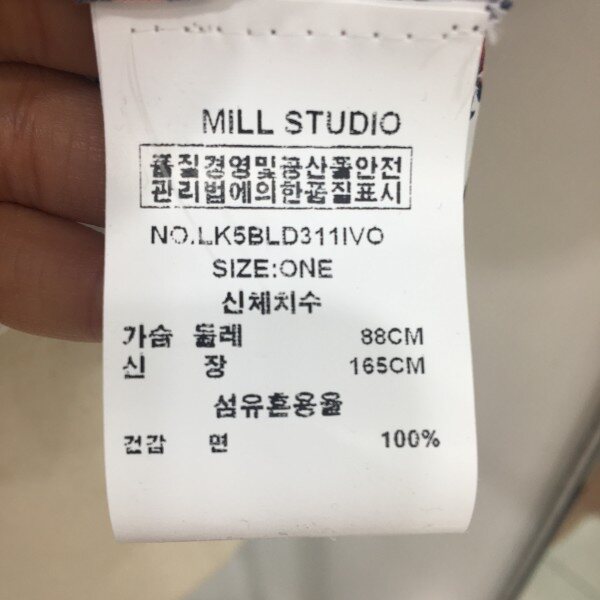 MILL STUDIO
품질경영및공산품안전
관리법에의한품질표시
NO.LK5BLD311IVO
SIZE:ONE
신체치수
가슴 둘레 88CM
신 장 165CM
섬유혼용율
겉감 면 100%